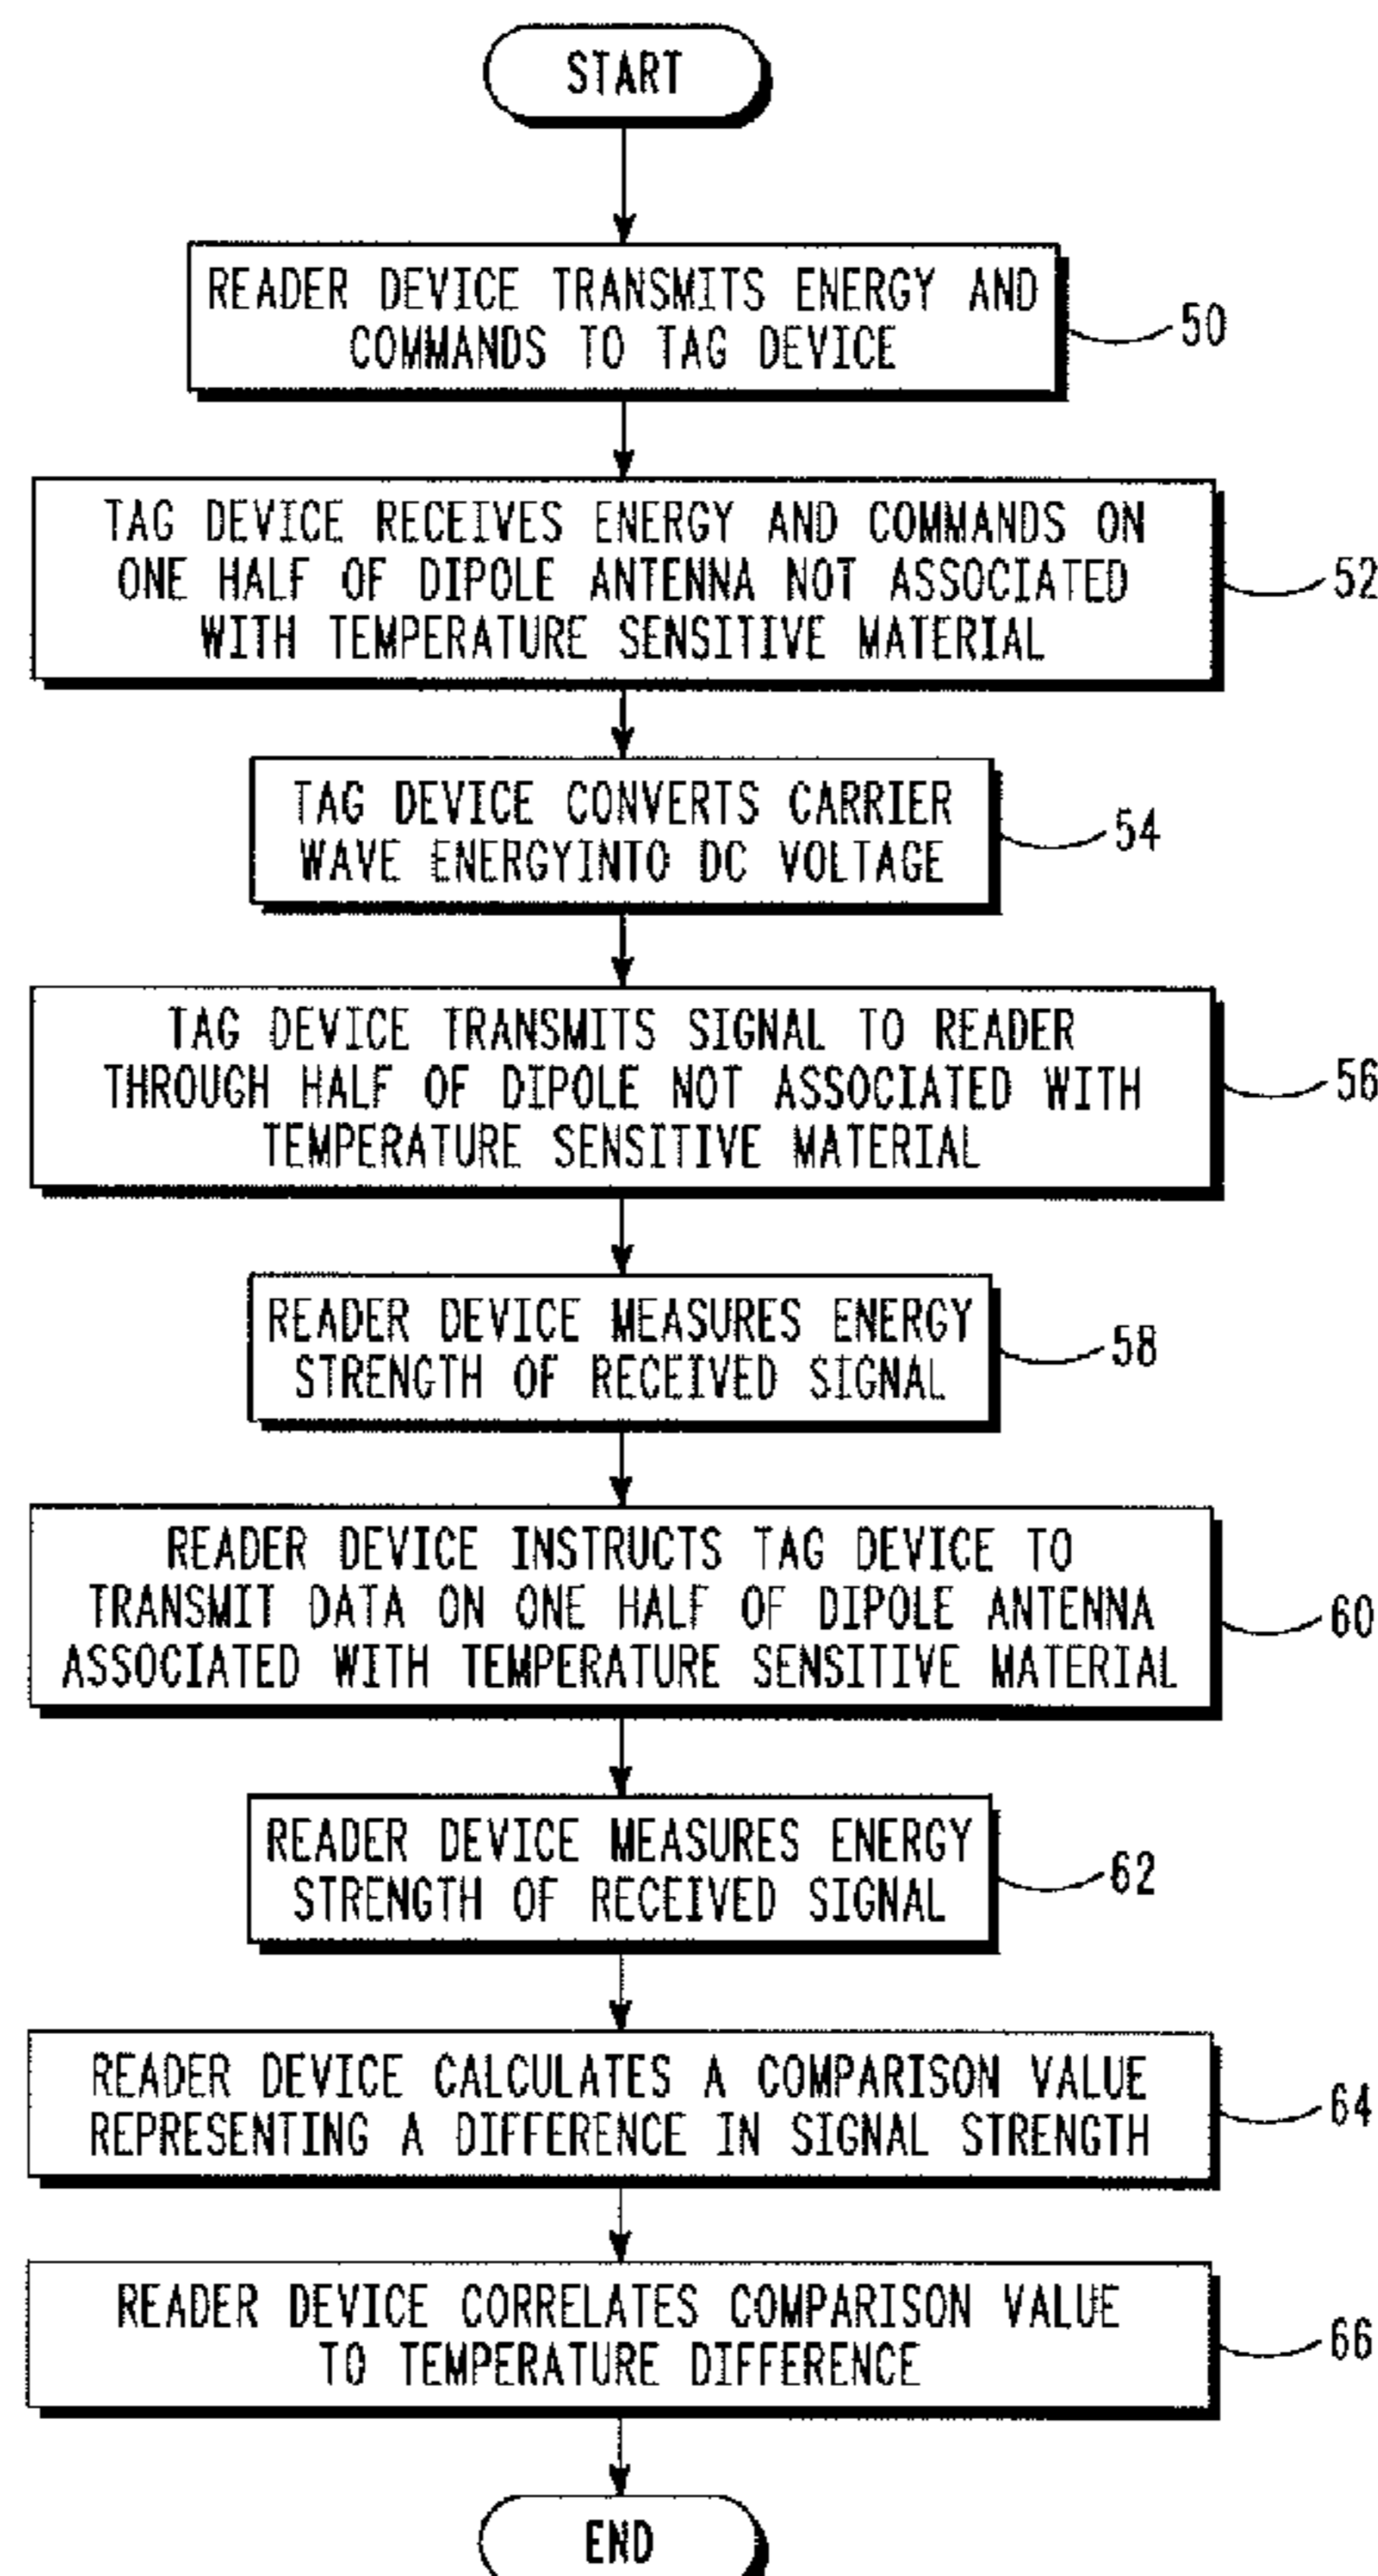 START
READER DEVICE TRANSMITS ENERGY AND
COMMANDS TO TAG DEVICE
50
TAG DEVICE RECEIVES ENERGY AND COMMANDS ON
ONE HALF OF DIPOLE ANTENNA NOT ASSOCIATED
WITH TEMPERATURE SENSITIVE MATERIAL
52
TAG DEVICE CONVERTS CARRIER
WAVE ENERGYINTO DC VOLTAGE
54
TAG DEVICE TRANSMITS SIGNAL TO READER
THROUGH HALF OF DIPOLE NOT ASSOCIATED WITH
TEMPERATURE SENSITIVE MATERIAL
56
READER DEVICE MEASURES ENERGY
STRENGTH OF RECEIVED SIGNAL
58
READER DEVICE INSTRUCTS TAG DEVICE TO
TRANSMIT DATA ON ONE HALF OF DIPOLE ANTENNA
ASSOCIATED WITH TEMPERATURE SENSITIVE MATERIAL
60
READER DEVICE MEASURES ENERGY
STRENGTH OF RECEIVED SIGNAL
62
READER DEVICE CALCULATES A COMPARISON VALUE
REPRESENTING A DIFFERENCE IN SIGNAL STRENGTH
64
READER DEVICE CORRELATES COMPARISON VALUE
TO TEMPERATURE DIFFERENCE
66
END